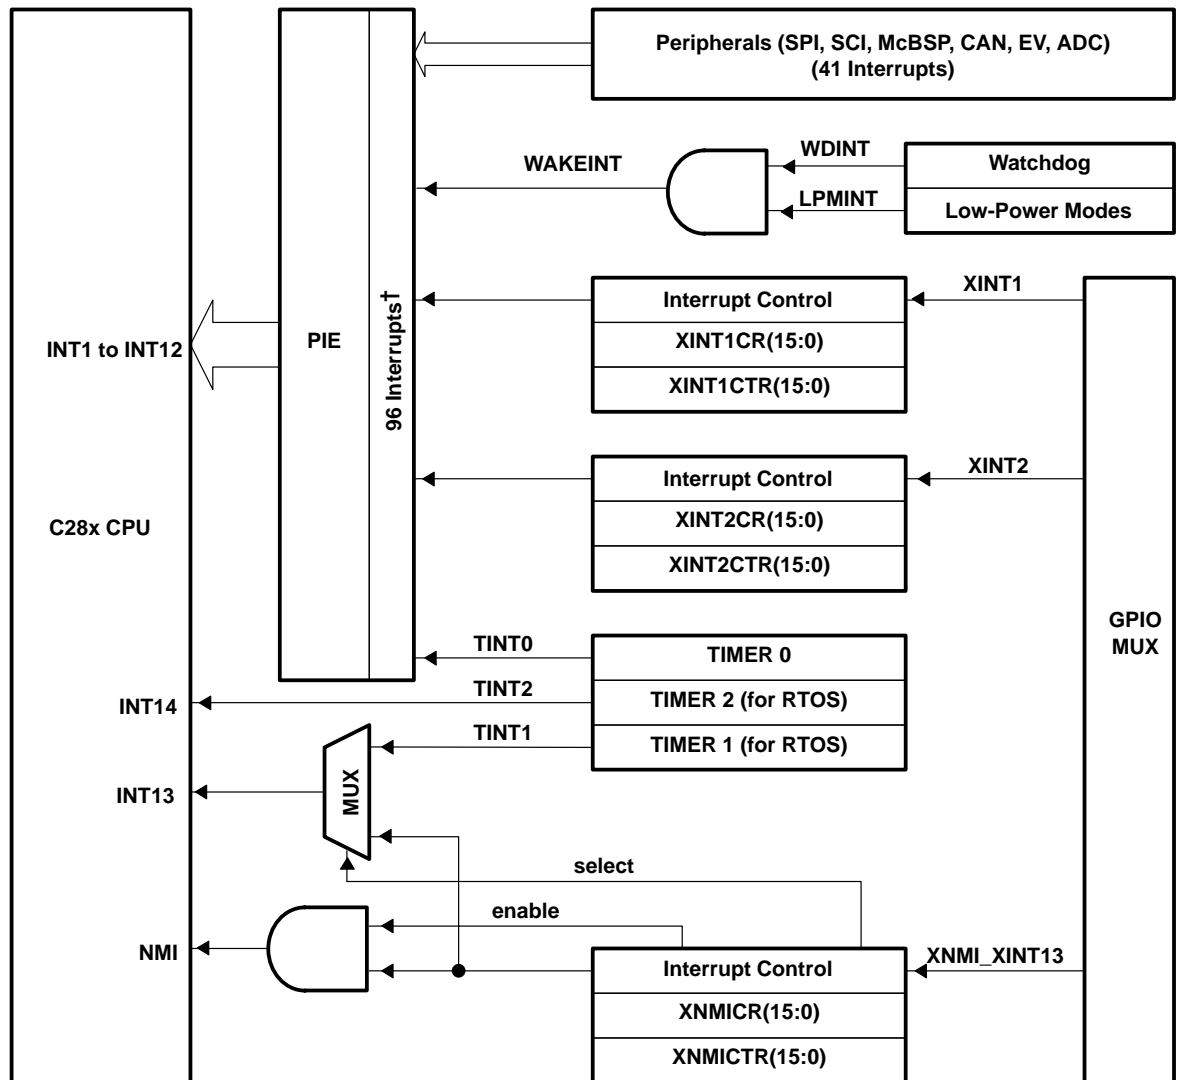 Peripherals (SPI, SCI, McBSP, CAN, EV, ADC)
(41 Interrupts)
WDINT
Watchdog
WAKEINT
LPMINT
Low-Power Modes
XINT1
Interrupt Control
XINT1CR(15:0)
XINT1CTR(15:0)
INT1 to INT12
PIE
96 Interrupts†
XINT2
Interrupt Control
XINT2CR(15:0)
XINT2CTR(15:0)
C28x CPU
GPIO
MUX
TINT0
TIMER 0
TINT2
TIMER 2 (for RTOS)
INT14
TINT1
TIMER 1 (for RTOS)
MUX
INT13
select
enable
NMI
XNMI_XINT13
Interrupt Control
XNMICR(15:0)
XNMICTR(15:0)